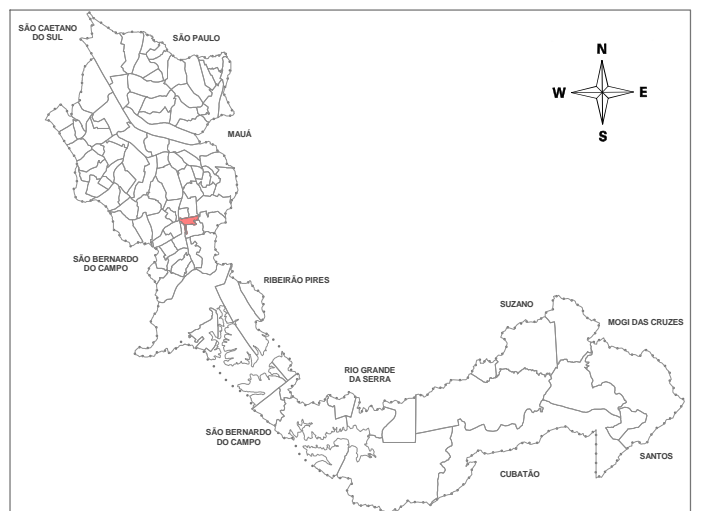 SÃO CAETANO
DO SUL
SÃO PAULO
N
W
E
S
MAUÁ
SÃO BERNARDO
DO CAMPO
RIBEIRÃO PIRES
SUZANO
MOGI DAS CRUZES
RIO GRANDE
DA SERRA
SÃO BERNARDO
DO CAMPO
SANTOS
CUBATÃO